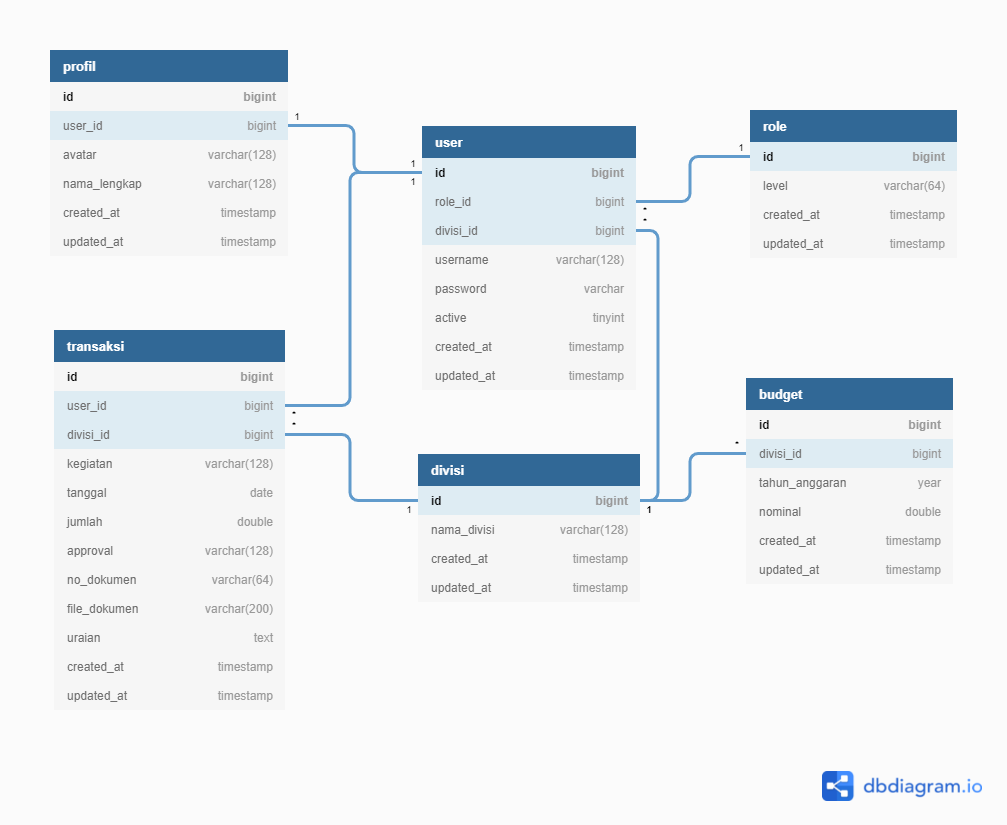 profil
id bigint
user_id bigint
avatar varchar(128)
nama_lengkap varchar(128)
created_at timestamp
updated_at timestamp
1
user
id bigint
role_id bigint
divisi_id bigint
username varchar(128)
password varchar
active tinyint
created_at timestamp
updated_at timestamp
1
1
*
*
role
id bigint
level varchar(64)
created_at timestamp
updated_at timestamp
1
transaksi
id bigint
user_id bigint
divisi_id bigint
kegiatan varchar(128)
tanggal date
jumlah double
approval varchar(128)
no_dokumen varchar(64)
file_dokumen varchar(200)
uraian text
created_at timestamp
updated_at timestamp
*
*
divisi
id bigint
nama_divisi varchar(128)
created_at timestamp
updated_at timestamp
1
1
budget
id bigint
divisi_id bigint
tahun_anggaran year
nominal double
created_at timestamp
updated_at timestamp
*
dbdiagram.io